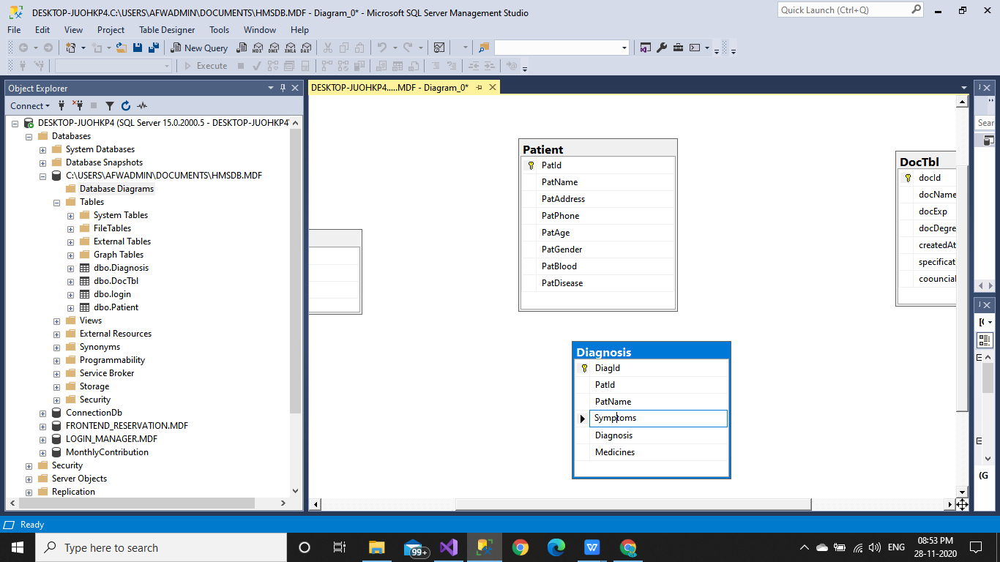 DESKTOP-JUOHKP4.C:\USERS\AFWADMIN\DOCUMENTS\HMSDB.MDF - Diagram_0* - Microsoft SQL Server Management Studio
Quick Launch (Ctrl+Q)
File Edit View Project Table Designer Tools Window Help
New Query
MDX DMX XMLA DAX
Execute
Object Explorer
Connect
DESKTOP-JUOHKP4 (SQL Server 15.0.2000.5 - DESKTOP-JUOHKP4
Databases
System Databases
Database Snapshots
C:\USERS\AFWADMIN\DOCUMENTS\HMSDB.MDF
Database Diagrams
Tables
System Tables
FileTables
External Tables
Graph Tables
dbo.Diagnosis
dbo.DocTbl
dbo.login
dbo.Patient
Views
External Resources
Synonyms
Programmability
Service Broker
Storage
Security
ConnectionDb
FRONTEND_RESERVATION.MDF
LOGIN_MANAGER.MDF
MonthlyContribution
Security
Server Objects
Replication
DESKTOP-JUOHKP4.....MDF - Diagram_0*
Patient
PatId
PatName
PatAddress
PatPhone
PatAge
PatGender
PatBlood
PatDisease
Diagnosis
DiagId
PatId
PatName
Symptoms
Diagnosis
Medicines
DocTbl
docId
docName
docExp
docDegre
createdAt
specificat
coouncial
Sear
(G
Ready
Type here to search
99+
ENG
08:53 PM
28-11-2020